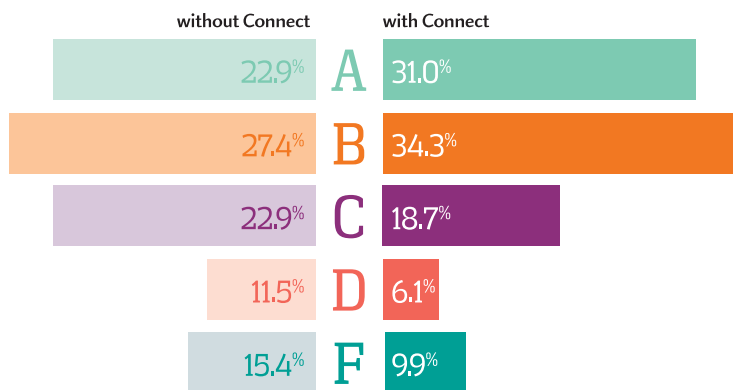 without Connect with Connect
22.9% A 31.0%
27.4% B 34.3%
22.9% C 18.7%
11.5% D 6.1%
15.4% F 9.9%